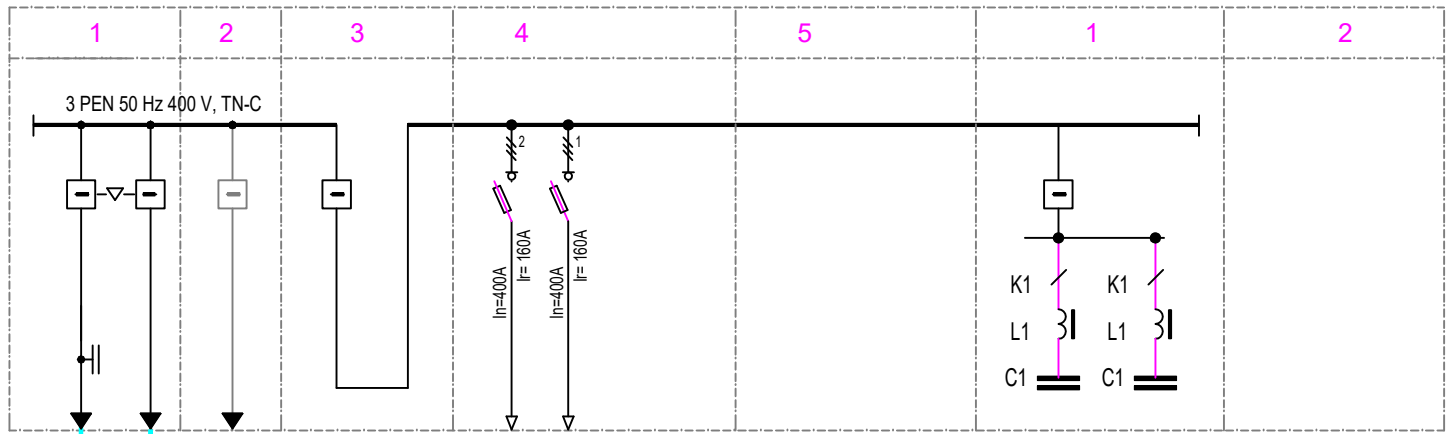 1 2 3 4 5 1 2
3 PEN 50 Hz 400 V, TN-C
2 1
In=400A
Ir= 160A
In=400A
Ir= 160A
K1 K1
L1 L1
C1 C1